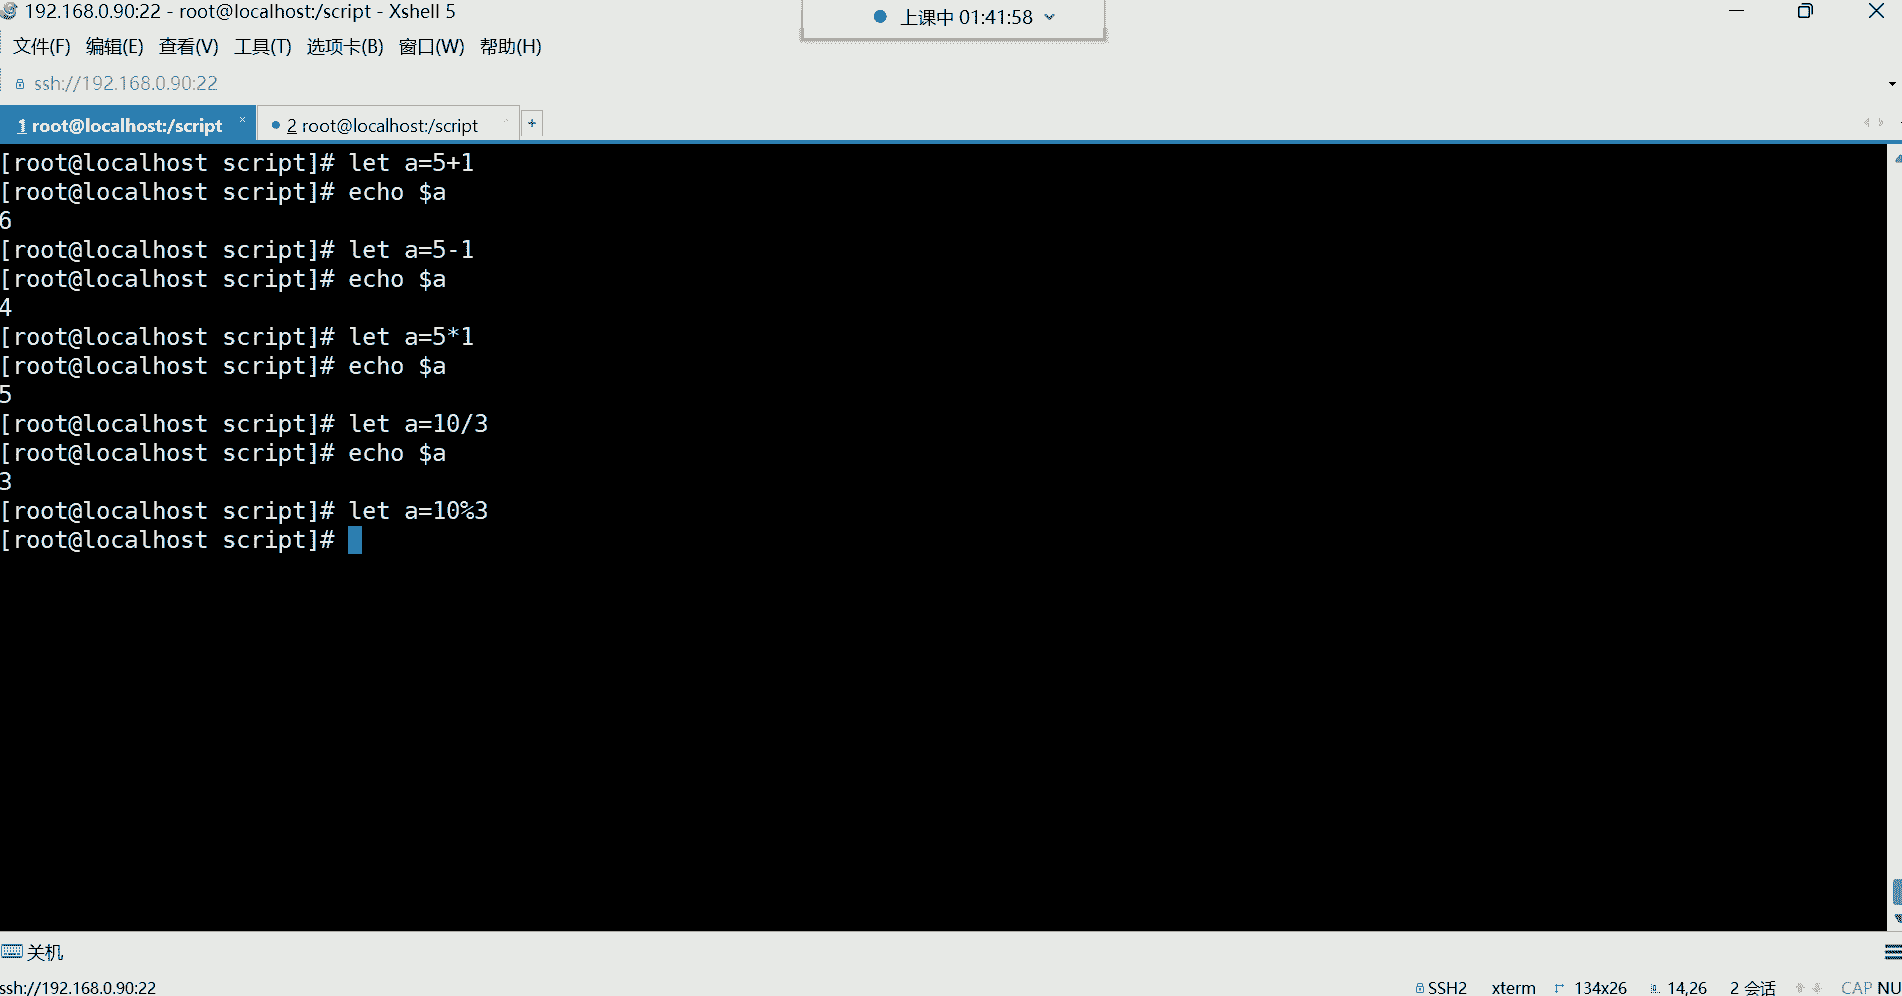 192.168.0.90:22 - root@localhost:/script - Xshell 5
上课中 01:41:58
文件(F) 编辑(E) 查看(V) 工具(T) 选项卡(B) 窗口(W) 帮助(H)
ssh://192.168.0.90:22
1 root@localhost:/script × 2 root@localhost:/script +
[root@localhost script]# let a=5+1
[root@localhost script]# echo $a
6
[root@localhost script]# let a=5-1
[root@localhost script]# echo $a
4
[root@localhost script]# let a=5*1
[root@localhost script]# echo $a
5
[root@localhost script]# let a=10/3
[root@localhost script]# echo $a
3
[root@localhost script]# let a=10%3
[root@localhost script]#
关机
ssh://192.168.0.90:22 SSH2 xterm 134x26 14,26 2 会话 CAP NU